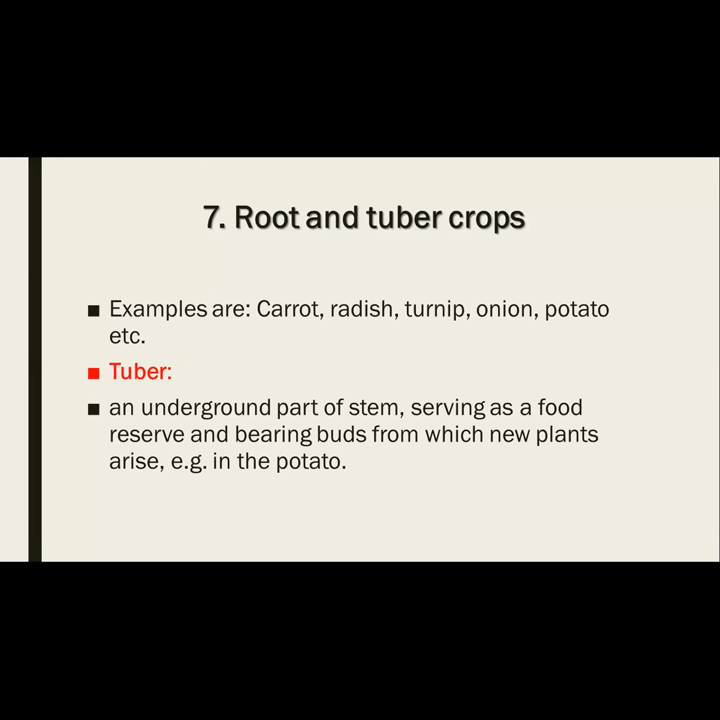 7. Root and tuber crops
■ Examples are: Carrot, radish, turnip, onion, potato
etc.
■ Tuber:
■ an underground part of stem, serving as a food
reserve and bearing buds from which new plants
arise, e.g. in the potato.